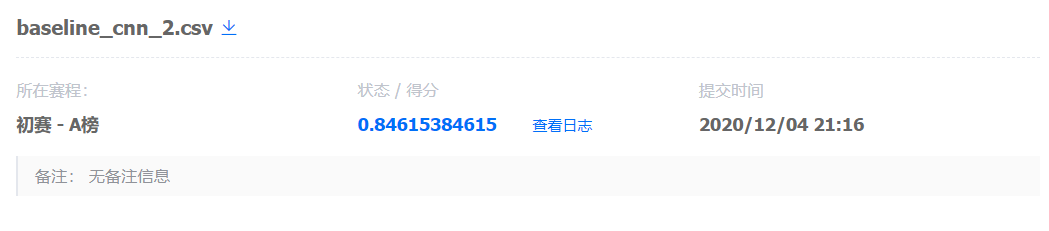 baseline_cnn_2.csv
所在赛程： 状态 / 得分 提交时间
初赛 - A榜 0.84615384615 查看日志 2020/12/04 21:16
备注： 无备注信息